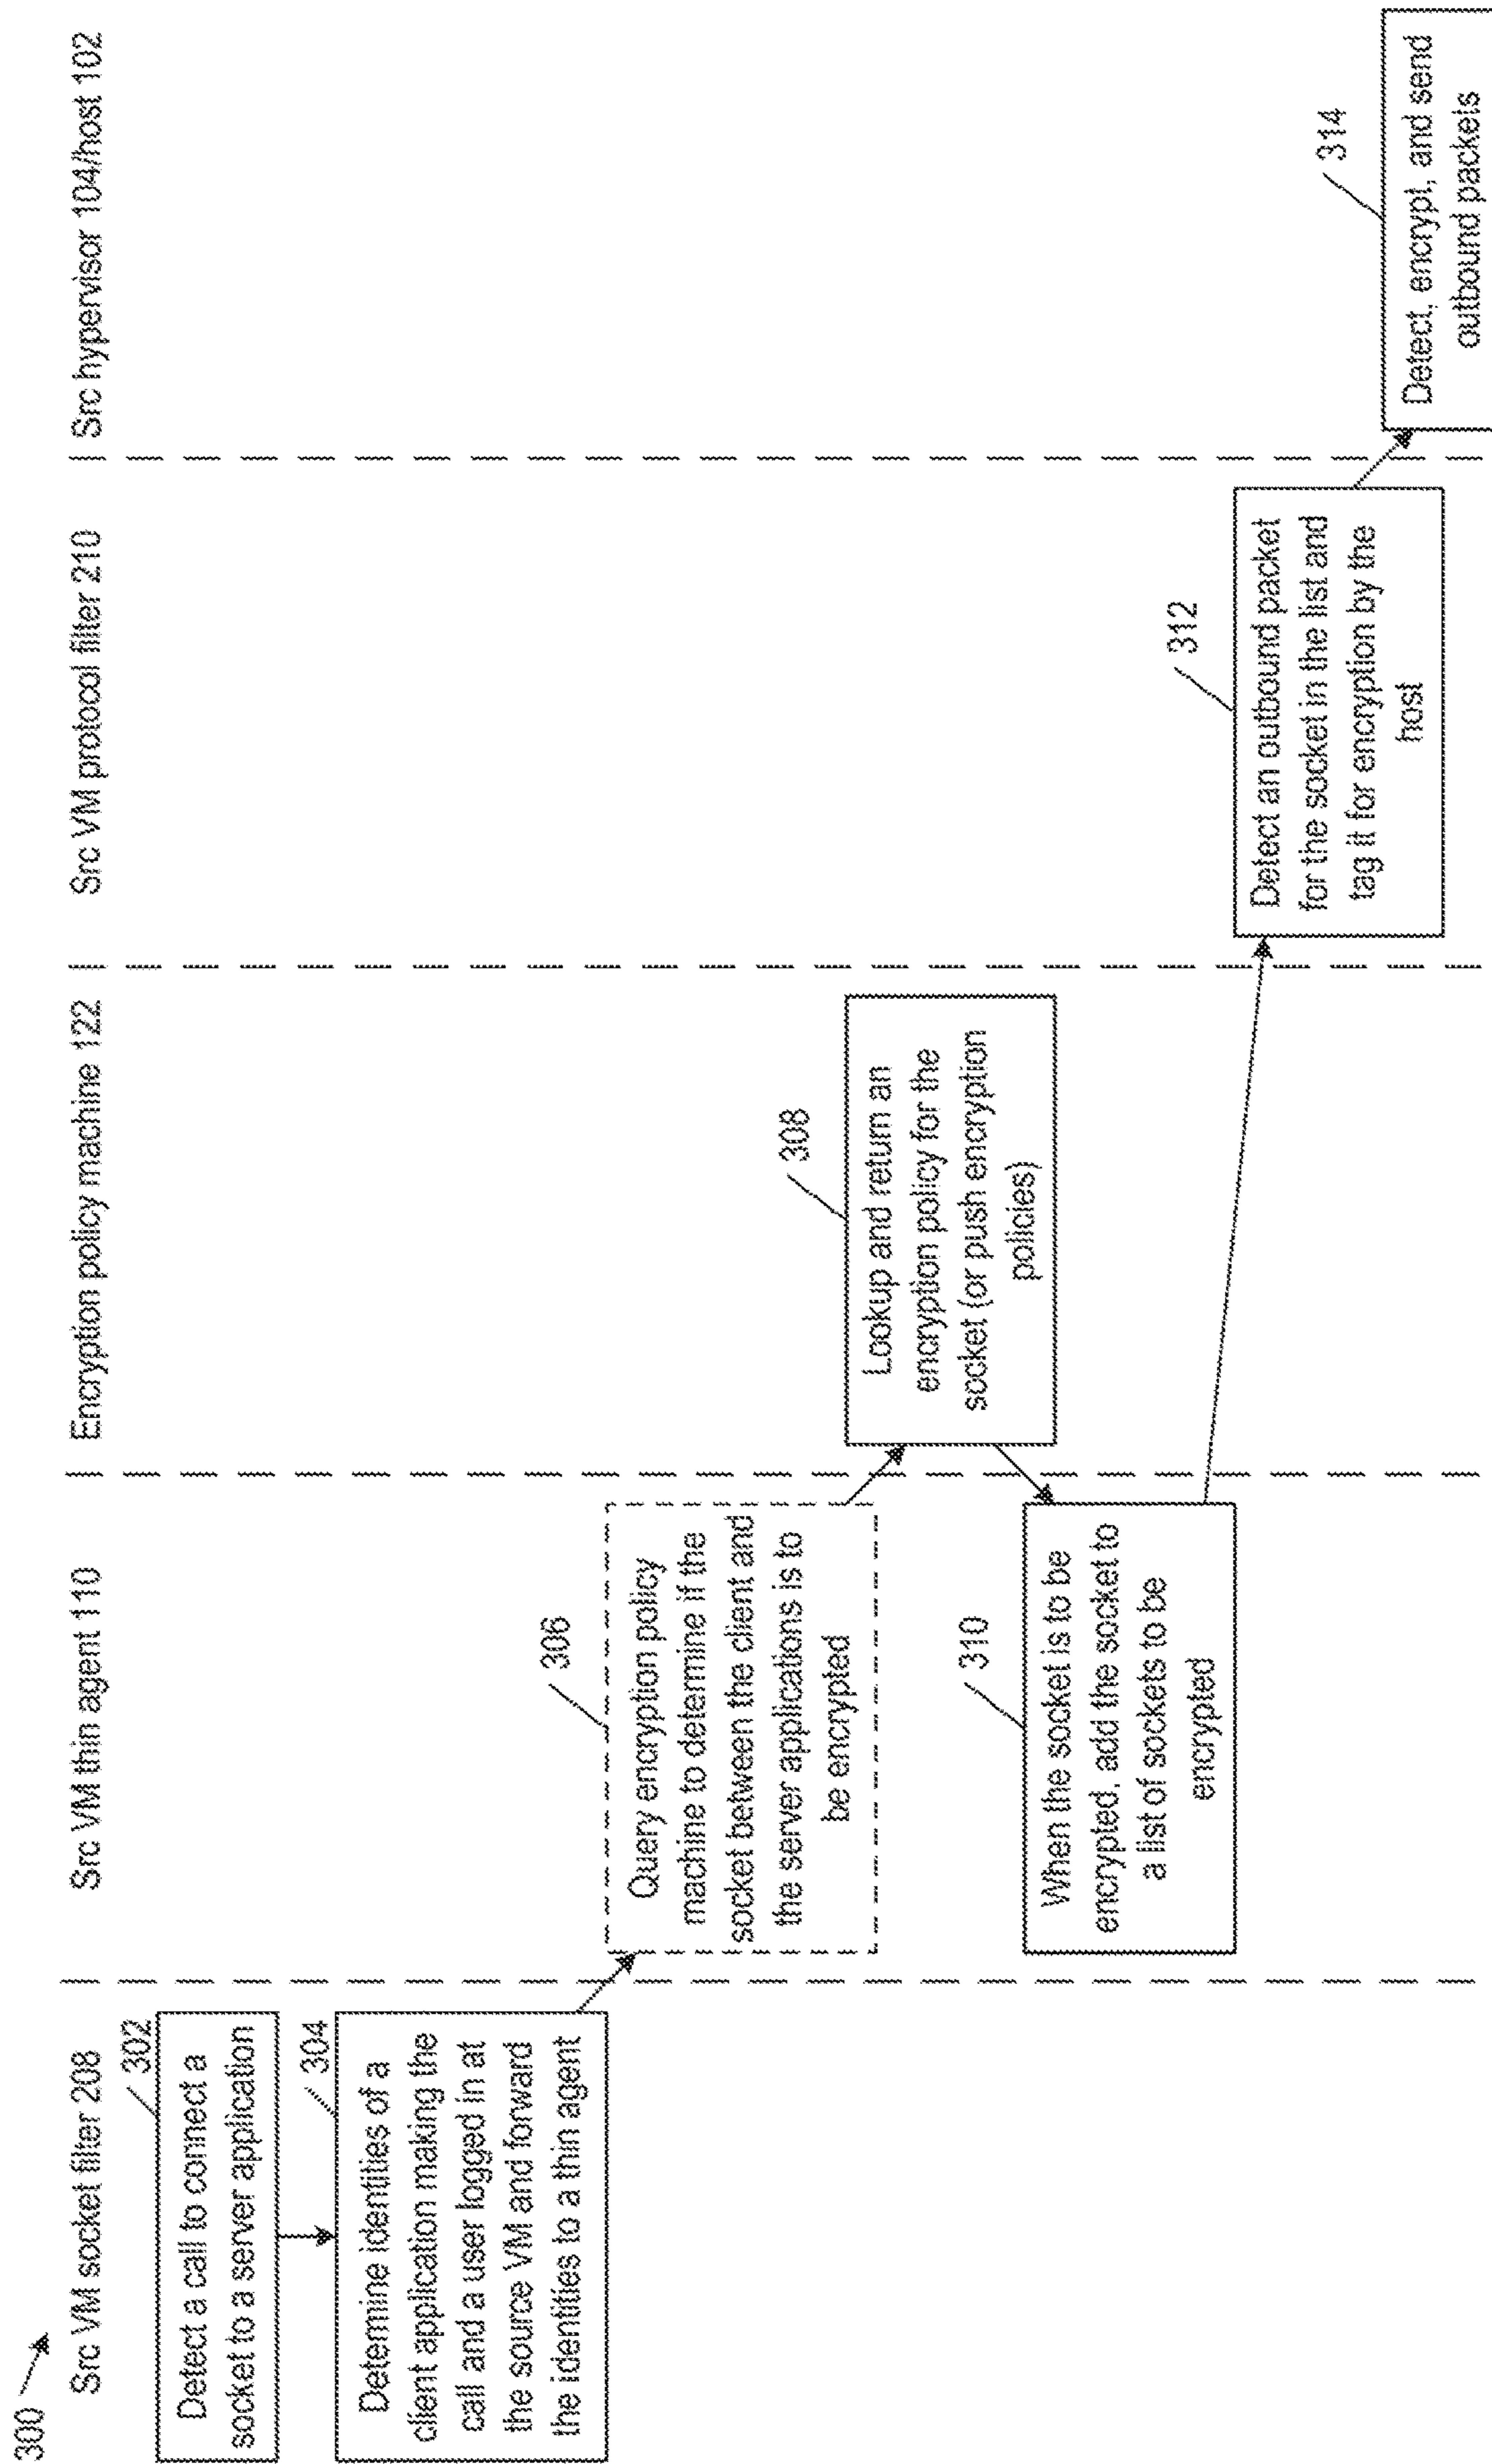 300
Src VM socket filter 208
Src VM thin agent 110
Encryption policy machine 122
Src VM protocol filter 210
Src hypervisor 104/host 102
302
Detect a call to connect a
socket to a server application
304
Determine identities of a
client application making the
call and a user logged in at
the source VM and forward
the identities to a thin agent
306
Query encryption policy
machine to determine if the
socket between the client and
the server applications is to
be encrypted
308
Lookup and return an
encryption policy for the
socket (or push encryption
policies)
310
When the socket is to be
encrypted, add the socket to
a list of sockets to be
encrypted
312
Detect an outbound packet
for the socket in the list and
tag it for encryption by the
host
314
Detect, encrypt, and send
outbound packets